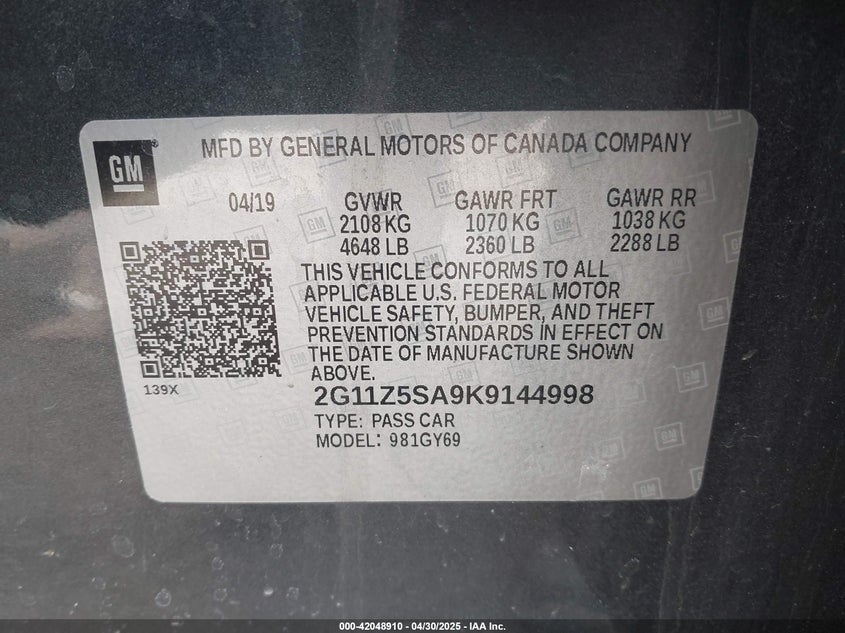 GM
MFD BY GENERAL MOTORS OF CANADA COMPANY
04/19 GVWR GAWR FRT GAWR RR
2108 KG 1070 KG 1038 KG
4648 LB 2360 LB 2288 LB
THIS VEHICLE CONFORMS TO ALL
APPLICABLE U.S. FEDERAL MOTOR
VEHICLE SAFETY, BUMPER, AND THEFT
PREVENTION STANDARDS IN EFFECT ON
THE DATE OF MANUFACTURE SHOWN
ABOVE.
139X
2G11Z5SA9K9144998
TYPE: PASS CAR
MODEL: 981GY69
000-42048910 - 04/30/2025 - IAA Inc.